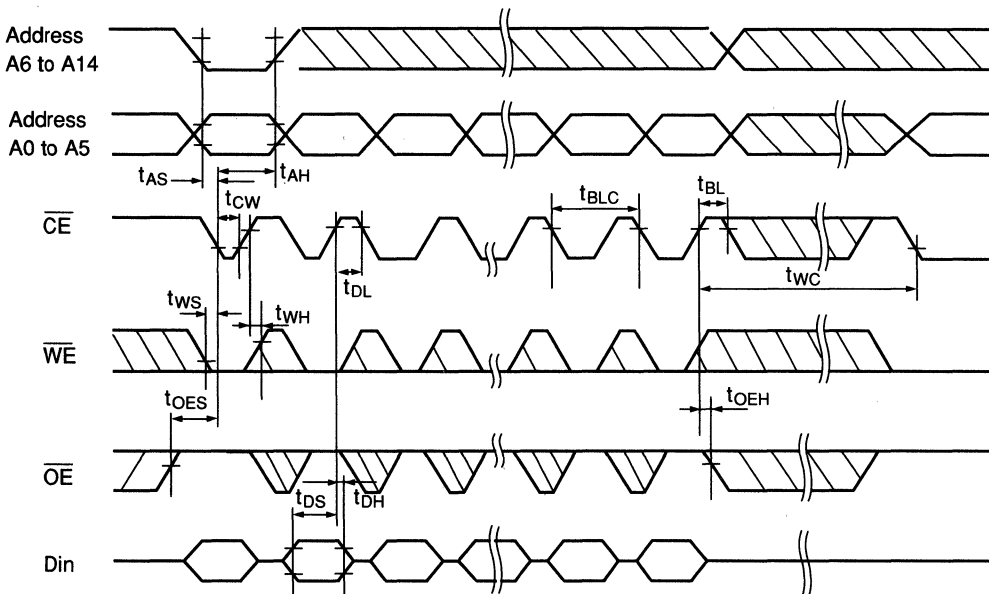 Address
A6 to A14
Address
A0 to A5
tAS
tAH
tCW
tBLC
tBL
CE
tDL
tWC
tWS
tWH
WE
tOES
tOEH
OE
tDS
tDH
Din